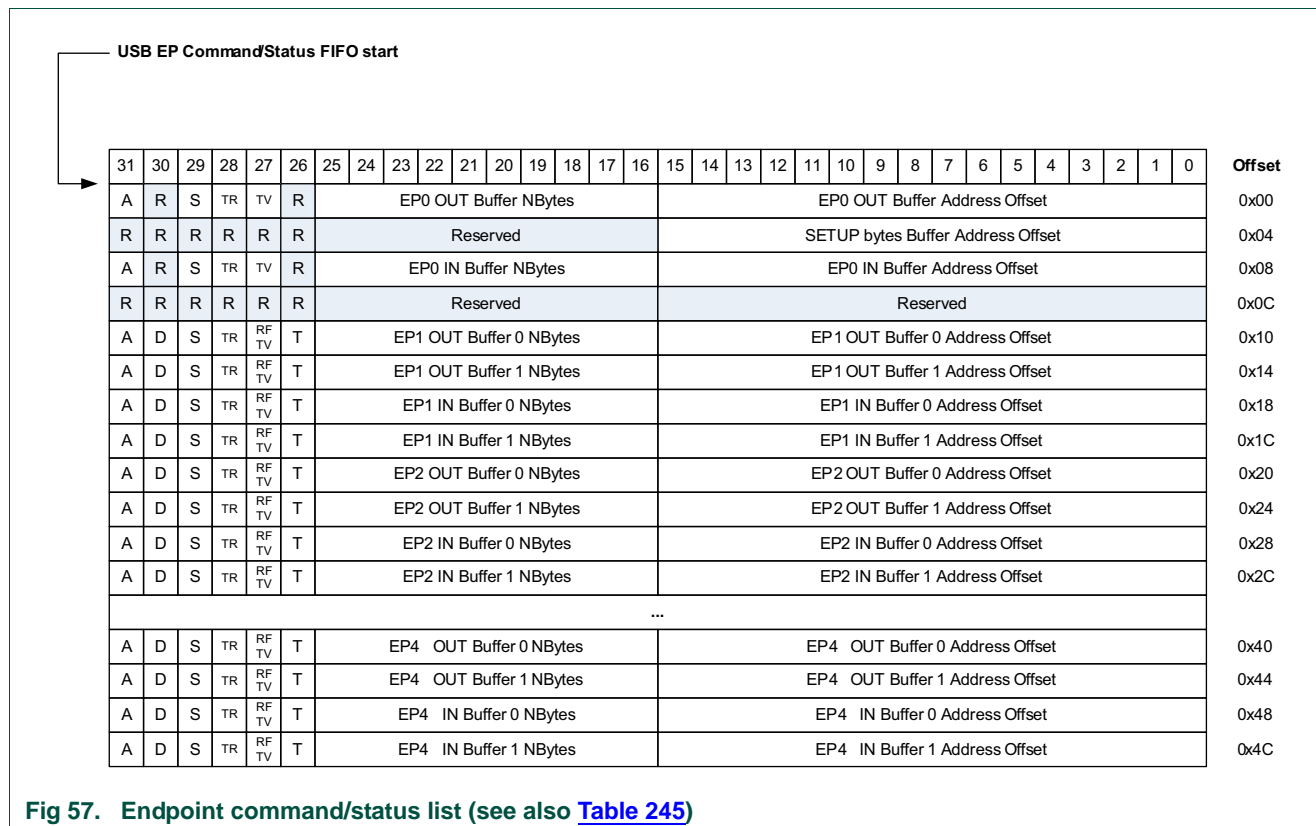 USB EP Command/Status FIFO start
31 30 29 28 27 26 25 24 23 22 21 20 19 18 17 16 15 14 13 12 11 10 9 8 7 6 5 4 3 2 1 0 Offset
A R S TR TV R EP0 OUT Buffer NBytes EP0 OUT Buffer Address Offset 0x00
R R R R R R Reserved SETUP bytes Buffer Address Offset 0x04
A R S TR TV R EP0 IN Buffer NBytes EP0 IN Buffer Address Offset 0x08
R R R R R R Reserved Reserved 0x0C
A D S TR RF TV T EP1 OUT Buffer 0 NBytes EP1 OUT Buffer 0 Address Offset 0x10
A D S TR RF TV T EP1 OUT Buffer 1 NBytes EP1 OUT Buffer 1 Address Offset 0x14
A D S TR RF TV T EP1 IN Buffer 0 NBytes EP1 IN Buffer 0 Address Offset 0x18
A D S TR RF TV T EP1 IN Buffer 1 NBytes EP1 IN Buffer 1 Address Offset 0x1C
A D S TR RF TV T EP2 OUT Buffer 0 NBytes EP2 OUT Buffer 0 Address Offset 0x20
A D S TR RF TV T EP2 OUT Buffer 1 NBytes EP2 OUT Buffer 1 Address Offset 0x24
A D S TR RF TV T EP2 IN Buffer 0 NBytes EP2 IN Buffer 0 Address Offset 0x28
A D S TR RF TV T EP2 IN Buffer 1 NBytes EP2 IN Buffer 1 Address Offset 0x2C
...
A D S TR RF TV T EP4 OUT Buffer 0 NBytes EP4 OUT Buffer 0 Address Offset 0x40
A D S TR RF TV T EP4 OUT Buffer 1 NBytes EP4 OUT Buffer 1 Address Offset 0x44
A D S TR RF TV T EP4 IN Buffer 0 NBytes EP4 IN Buffer 0 Address Offset 0x48
A D S TR RF TV T EP4 IN Buffer 1 NBytes EP4 IN Buffer 1 Address Offset 0x4C
Fig 57. Endpoint command/status list (see also Table 245)